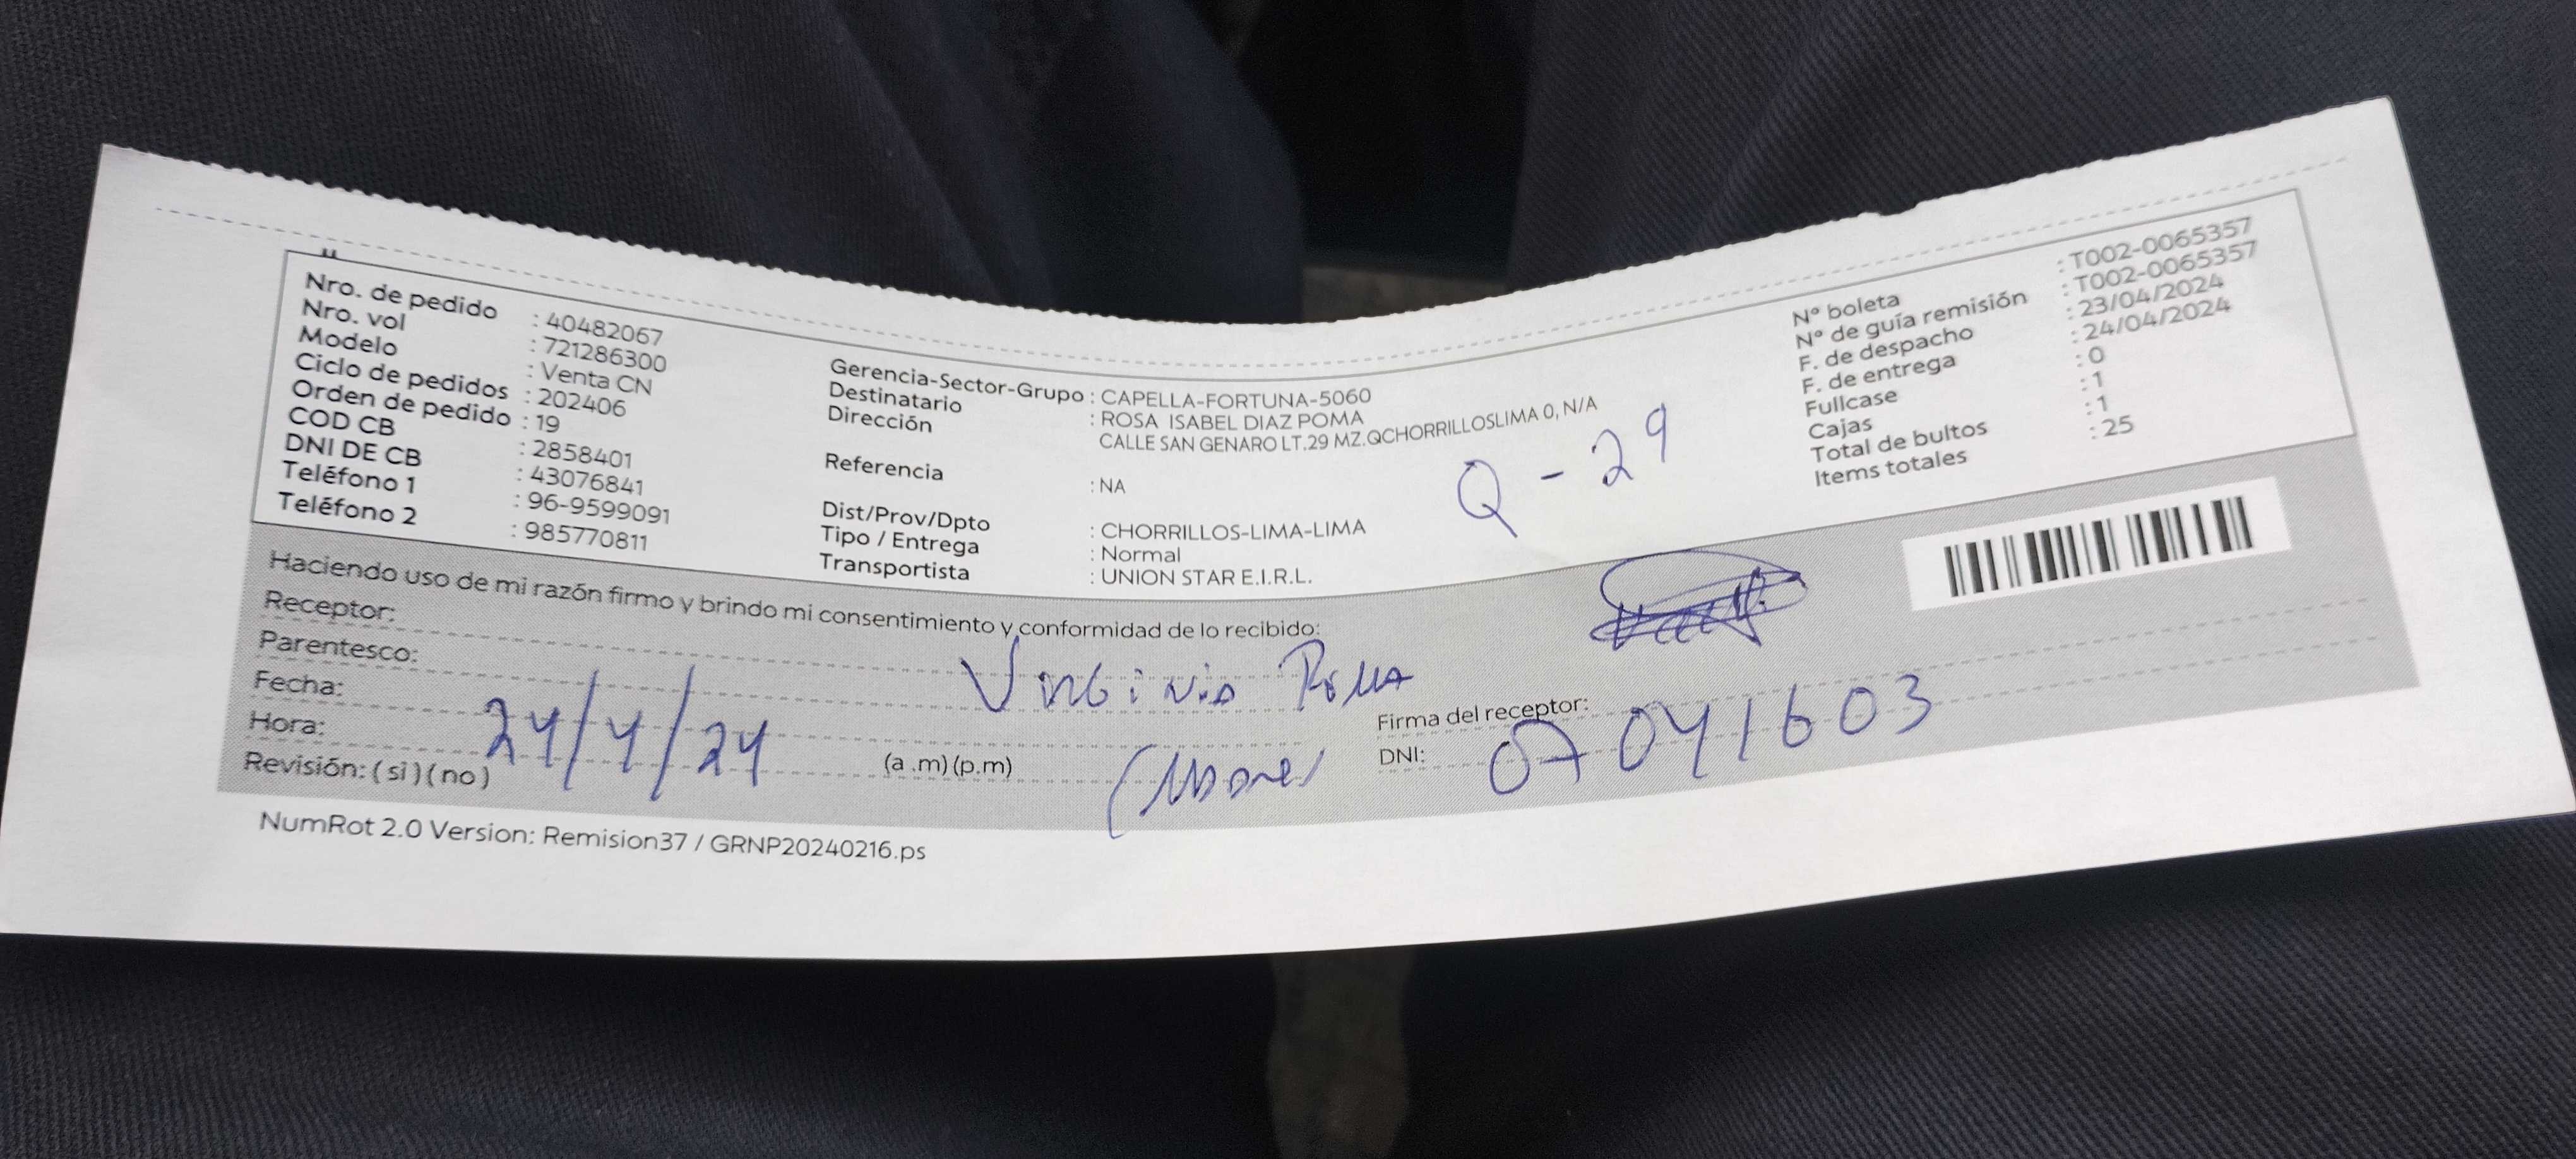 Nro. de pedido : 40482067
Nro. vol : 721286300
Modelo : Venta CN
Ciclo de pedidos : 202406
Orden de pedido : 19
COD CB : 2858401
DNI DE CB : 43076841
Teléfono 1 : 96-9599091
Teléfono 2 : 985770811
Gerencia-Sector-Grupo : CAPELLA-FORTUNA-5060
Destinatario : ROSA ISABEL DIAZ POMA
Dirección CALLE SAN GENARO LT.29 MZ.QCHORRILLOSLIMA 0, N/A
Referencia : NA
Dist/Prov/Dpto : CHORRILLOS-LIMA-LIMA
Tipo / Entrega : Normal
Transportista : UNION STAR E.I.R.L.
Q - 29
Nº boleta : T002-0065357
Nº de guía remisión : T002-0065357
F. de despacho : 23/04/2024
F. de entrega : 24/04/2024
Fullcase : 0
Cajas : 1
Total de bultos : 1
Items totales : 25
Haciendo uso de mi razón firmo y brindo mi consentimiento y conformidad de lo recibido:
Receptor:
Parentesco: Virginia Poma
Fecha: 24/4/24
Hora: (a .m) (p.m)
Revisión: ( si ) ( no )
Firma del receptor:
DNI: 07041603
NumRot 2.0 Version: Remision37 / GRNP20240216.ps